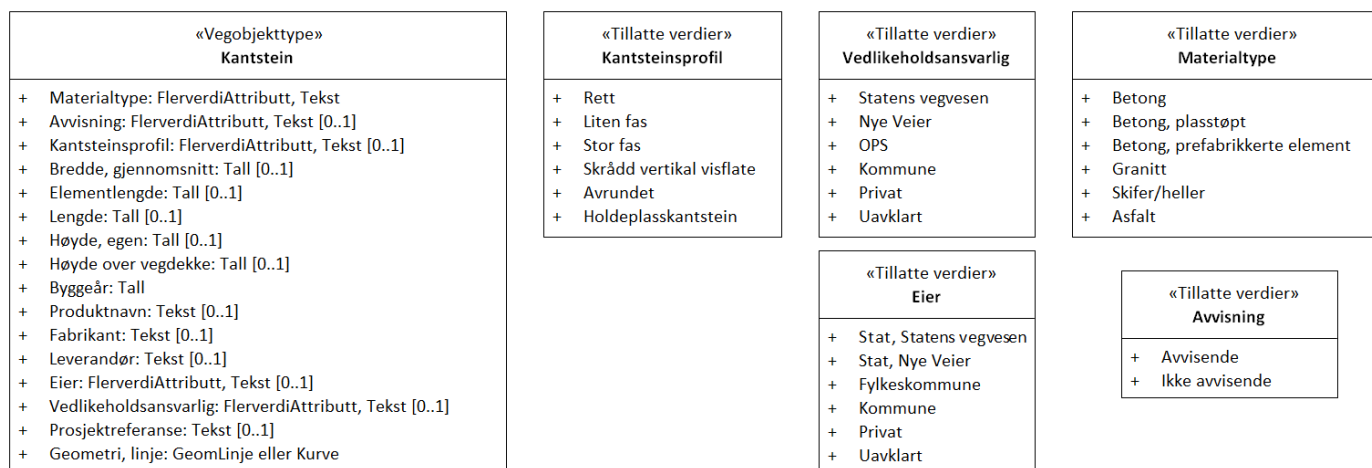 «Vegobjekttype»
Kantstein
+ Materialtype: FlerverdiAttributt, Tekst
+ Avvisning: FlerverdiAttributt, Tekst [0..1]
+ Kantsteinsprofil: FlerverdiAttributt, Tekst [0..1]
+ Bredde, gjennomsnitt: Tall [0..1]
+ Elementlengde: Tall [0..1]
+ Lengde: Tall [0..1]
+ Høyde, egen: Tall [0..1]
+ Høyde over vegdekke: Tall [0..1]
+ Byggeår: Tall
+ Produktnavn: Tekst [0..1]
+ Fabrikant: Tekst [0..1]
+ Leverandør: Tekst [0..1]
+ Eier: FlerverdiAttributt, Tekst [0..1]
+ Vedlikeholdsansvarlig: FlerverdiAttributt, Tekst [0..1]
+ Prosjektreferanse: Tekst [0..1]
+ Geometri, linje: GeomLinje eller Kurve
«Tillatte verdier»
Kantsteinsprofil
+ Rett
+ Liten fas
+ Stor fas
+ Skrådd vertikal visflate
+ Avrundet
+ Holdeplasskantstein
«Tillatte verdier»
Vedlikeholdsansvarlig
+ Statens vegvesen
+ Nye Veier
+ OPS
+ Kommune
+ Privat
+ Uavklart
«Tillatte verdier»
Eier
+ Stat, Statens vegvesen
+ Stat, Nye Veier
+ Fylkeskommune
+ Kommune
+ Privat
+ Uavklart
«Tillatte verdier»
Materialtype
+ Betong
+ Betong, plasstøpt
+ Betong, prefabrikkerte element
+ Granitt
+ Skifer/heller
+ Asfalt
«Tillatte verdier»
Avvisning
+ Avvisende
+ Ikke avvisende